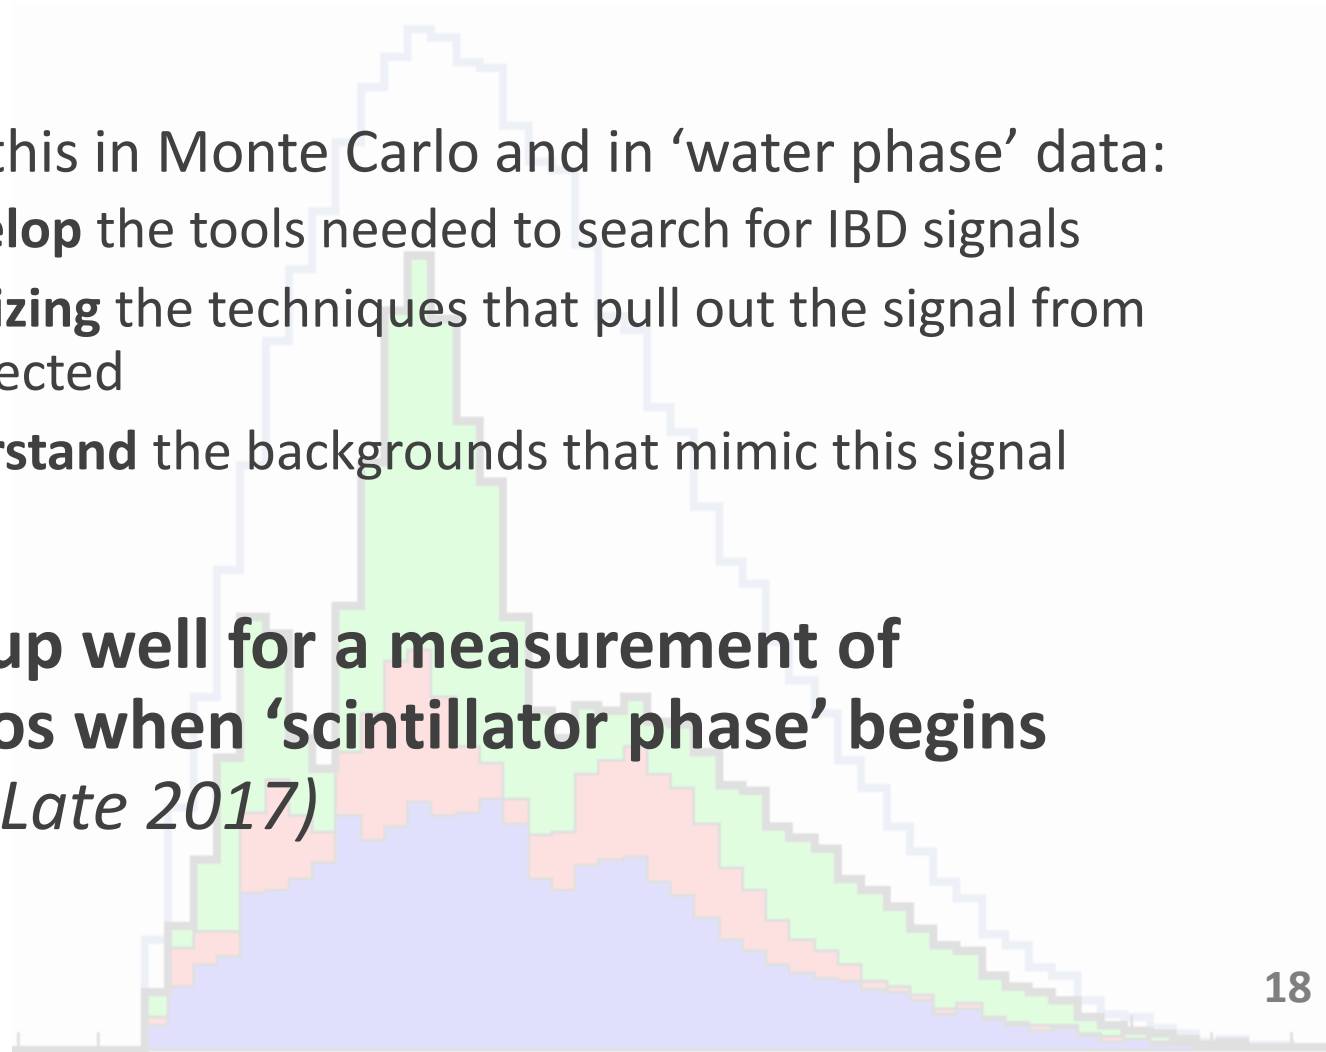 this in Monte Carlo and in ‘water phase’ data:
elop the tools needed to search for IBD signals
izing the techniques that pull out the signal from
ected
rstand the backgrounds that mimic this signal
up well for a measurement of
os when ‘scintillator phase’ begins
Late 2017)
18